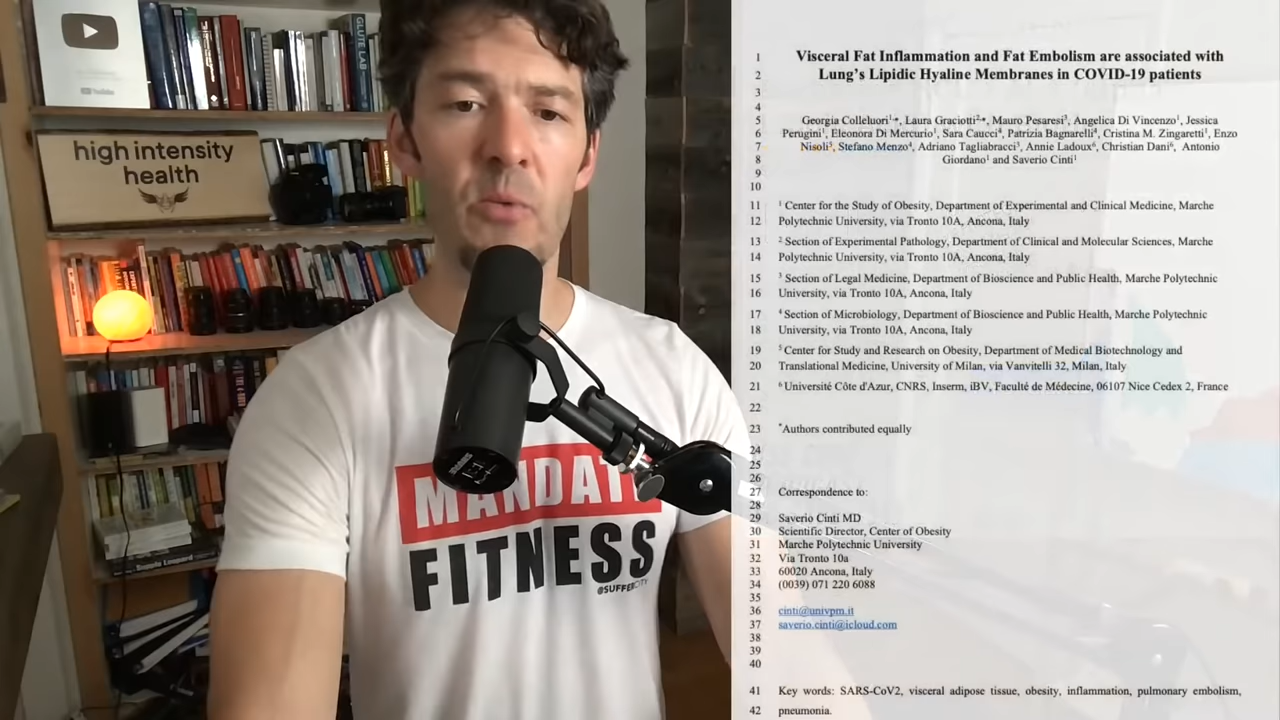 YouTube
GLUTE LAB
high intensity
health
MANDAT
FITNESS
@SUFFERCITY
1 Visceral Fat Inflammation and Fat Embolism are associated with
2 Lung's Lipidic Hyaline Membranes in COVID-19 patients
3
4
5 Georgia Colleluori¹*, Laura Graciotti²*, Mauro Pesaresi³, Angelica Di Vincenzo¹, Jessica
6 Perugini¹, Eleonora Di Mercurio¹, Sara Caucci⁴, Patrizia Bagnarelli⁴, Cristina M. Zingaretti¹, Enzo
7 Nisoli⁵, Stefano Menzo⁴, Adriano Tagliabracci³, Annie Ladoux⁶, Christian Dani⁶, Antonio
8 Giordano¹ and Saverio Cinti¹
9
10
11 ¹ Center for the Study of Obesity, Department of Experimental and Clinical Medicine, Marche
12 Polytechnic University, via Tronto 10A, Ancona, Italy
13 ² Section of Experimental Pathology, Department of Clinical and Molecular Sciences, Marche
14 Polytechnic University, via Tronto 10A, Ancona, Italy
15 ³ Section of Legal Medicine, Department of Bioscience and Public Health, Marche Polytechnic
16 University, via Tronto 10A, Ancona, Italy
17 ⁴ Section of Microbiology, Department of Bioscience and Public Health, Marche Polytechnic
18 University, via Tronto 10A, Ancona, Italy
19 ⁵ Center for Study and Research on Obesity, Department of Medical Biotechnology and
20 Translational Medicine, University of Milan, via Vanvitelli 32, Milan, Italy
21 ⁶ Université Côte d'Azur, CNRS, Inserm, iBV, Faculté de Médecine, 06107 Nice Cedex 2, France
22
23 *Authors contributed equally
24
25
26
27 Correspondence to:
28
29 Saverio Cinti MD
30 Scientific Director, Center of Obesity
31 Marche Polytechnic University
32 Via Tronto 10a
33 60020 Ancona, Italy
34 (0039) 071 220 6088
35
36 cinti@univpm.it
37 saverio.cinti@icloud.com
38
39
40
41 Key words: SARS-CoV2, visceral adipose tissue, obesity, inflammation, pulmonary embolism,
42 pneumonia.